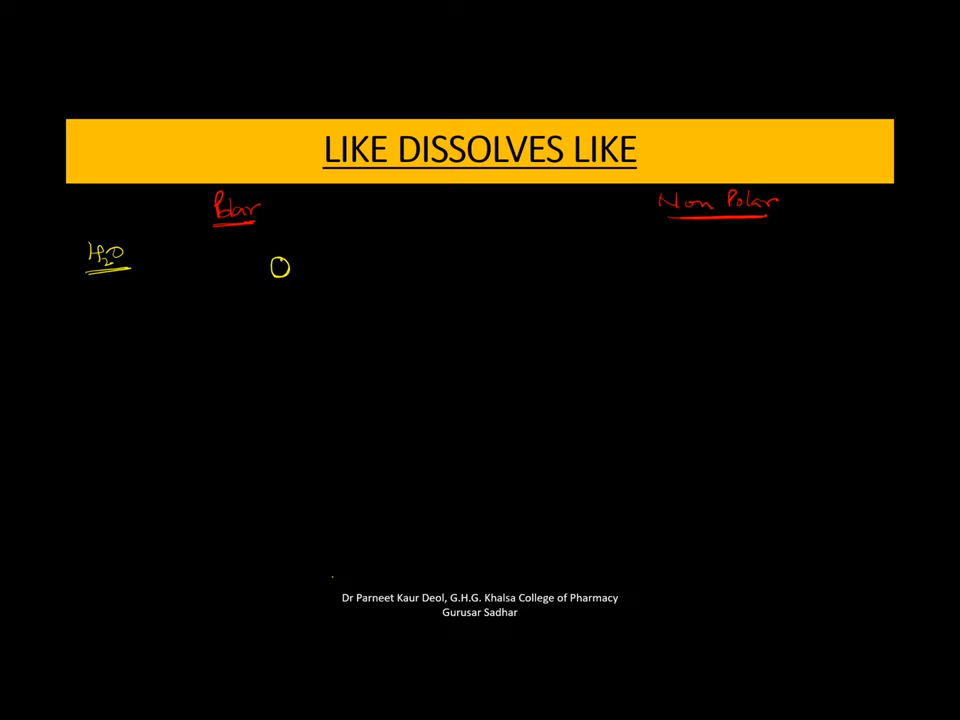 LIKE DISSOLVES LIKE
Polar Non Polar
H₂O O
Dr Parneet Kaur Deol, G.H.G. Khalsa College of Pharmacy
Gurusar Sadhar